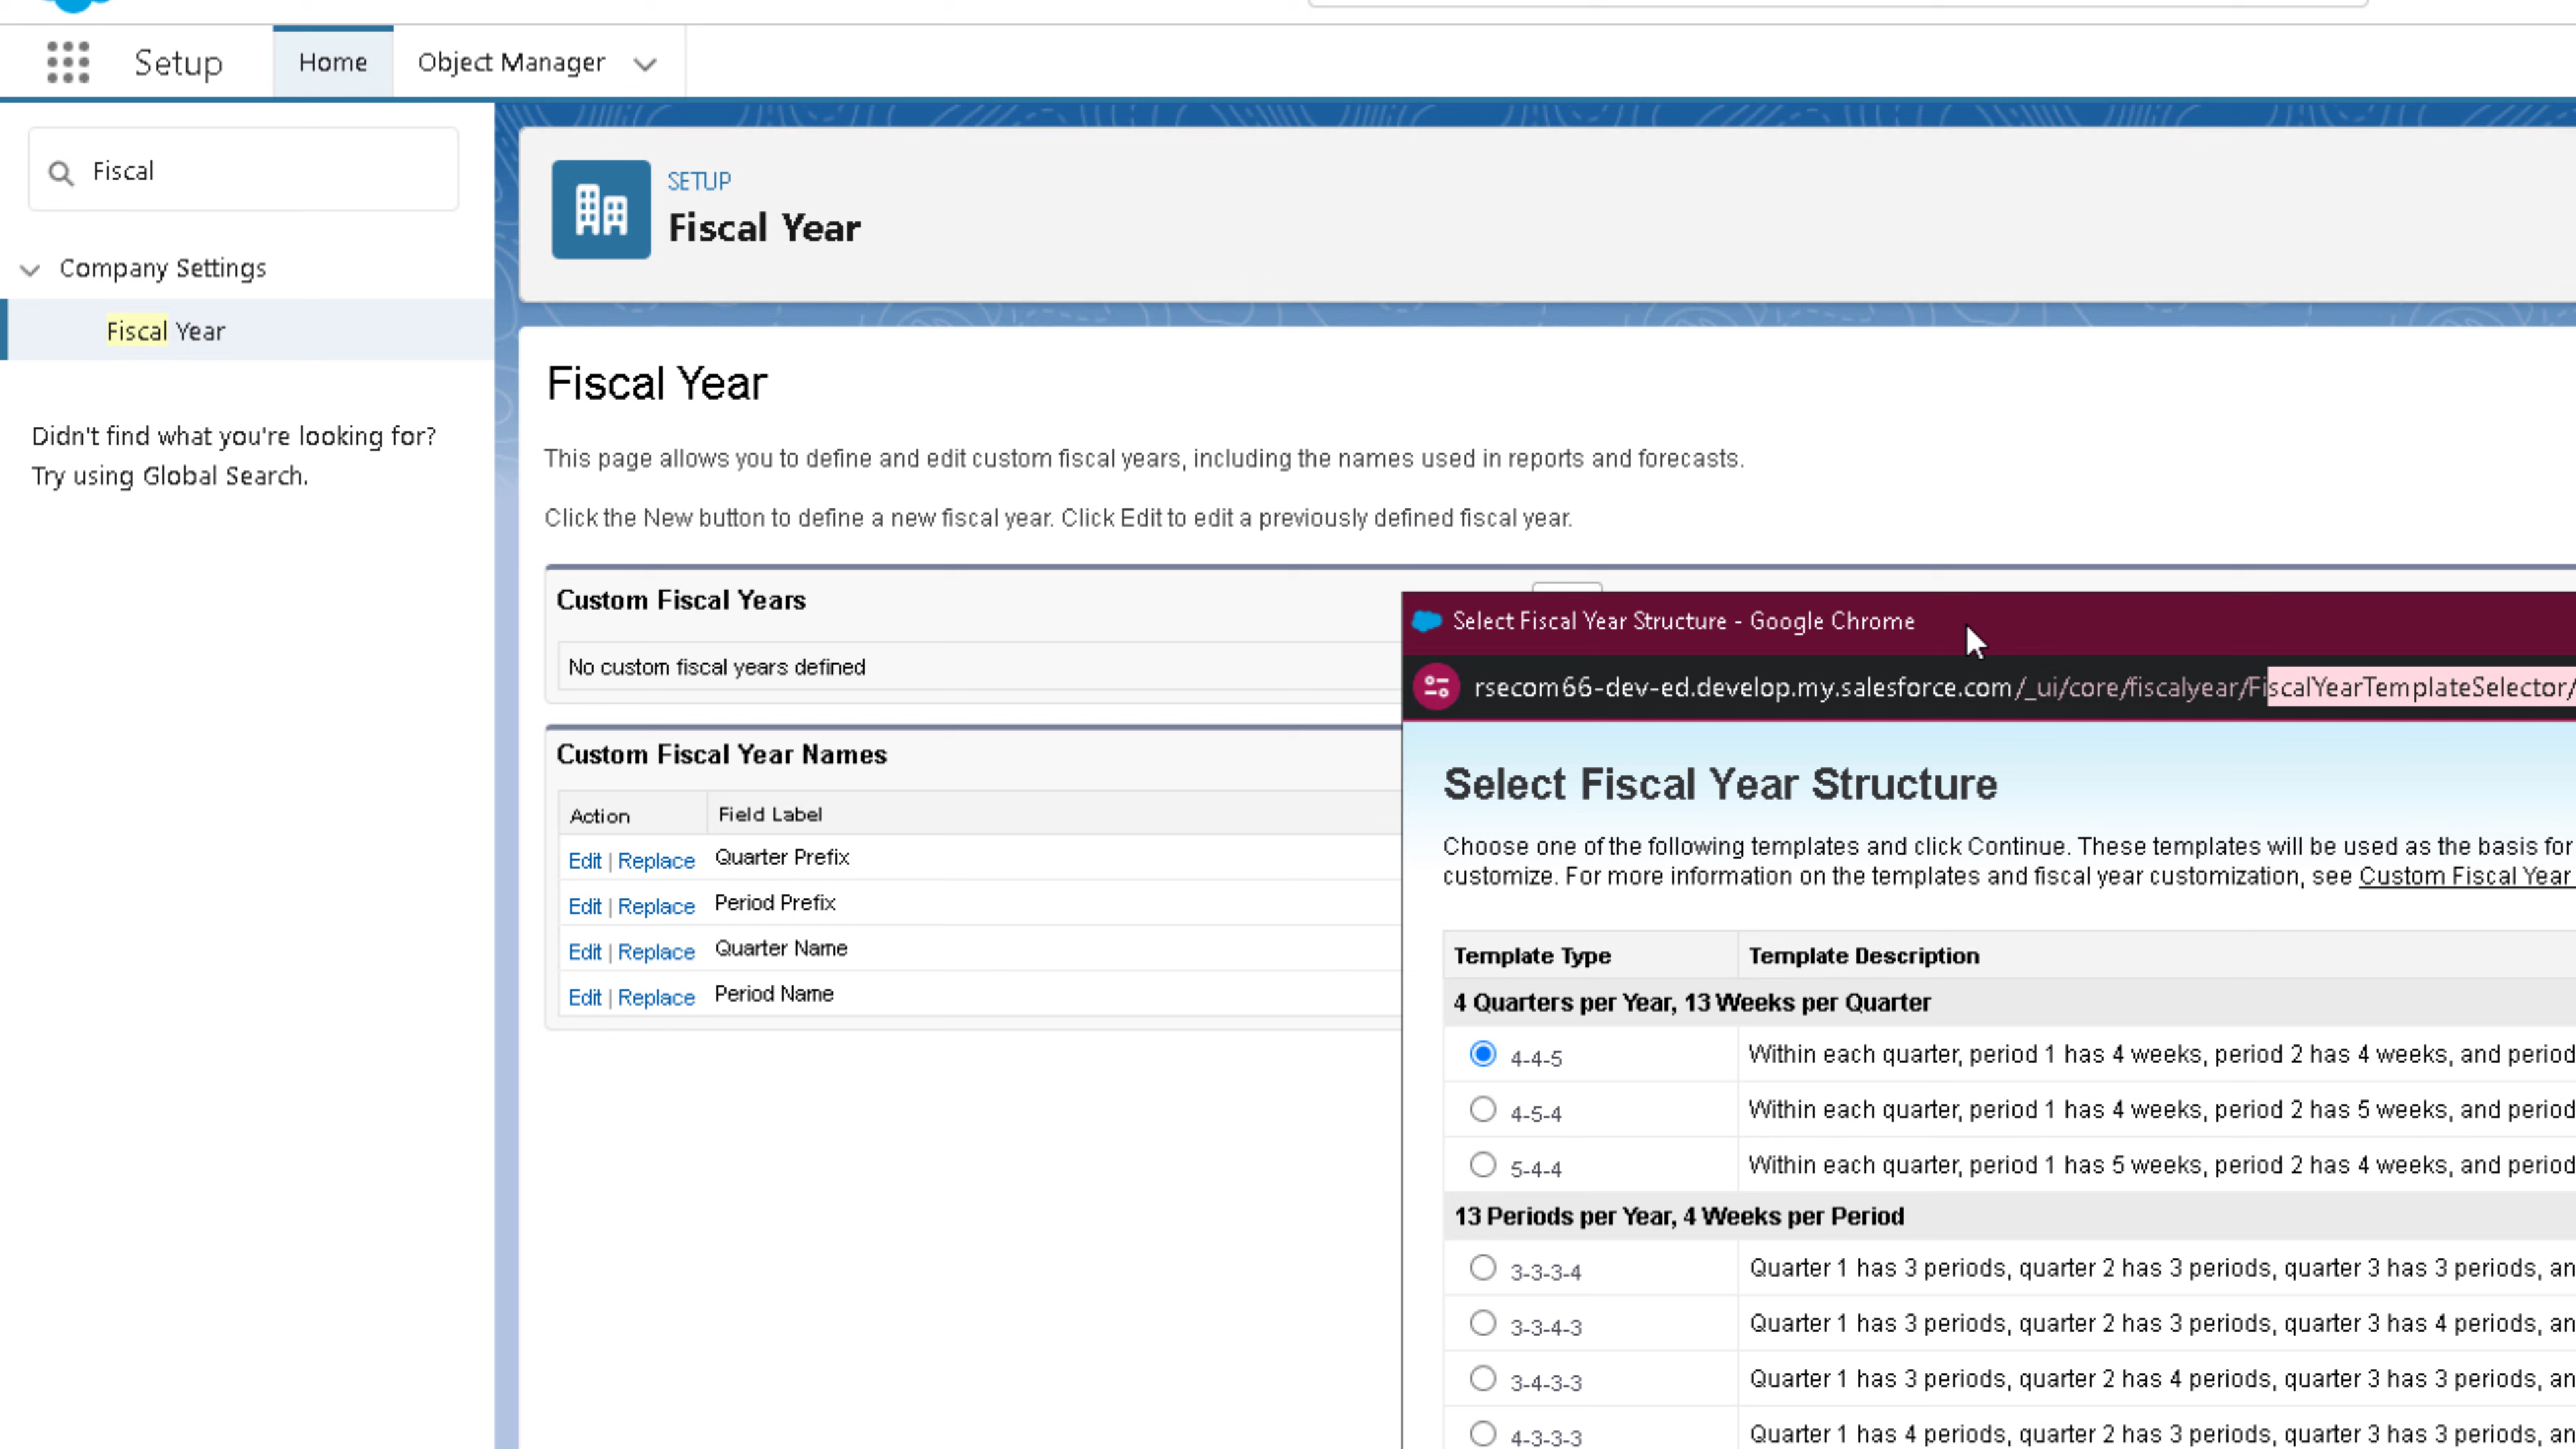 Setup
Home
Object Manager
Fiscal
Company Settings
Fiscal Year
Didn't find what you're looking for?
Try using Global Search.
SETUP
Fiscal Year
Fiscal Year
This page allows you to define and edit custom fiscal years, including the names used in reports and forecasts.
Click the New button to define a new fiscal year. Click Edit to edit a previously defined fiscal year.
Custom Fiscal Years
No custom fiscal years defined
Custom Fiscal Year Names
Action Field Label
Edit | Replace Quarter Prefix
Edit | Replace Period Prefix
Edit | Replace Quarter Name
Edit | Replace Period Name
Select Fiscal Year Structure - Google Chrome
rsecom66-dev-ed.develop.my.salesforce.com/_ui/core/fiscalyear/FiscalYearTemplateSelector/
Select Fiscal Year Structure
Choose one of the following templates and click Continue. These templates will be used as the basis for
customize. For more information on the templates and fiscal year customization, see Custom Fiscal Year
Template Type Template Description
4 Quarters per Year, 13 Weeks per Quarter
4-4-5 Within each quarter, period 1 has 4 weeks, period 2 has 4 weeks, and period
4-5-4 Within each quarter, period 1 has 4 weeks, period 2 has 5 weeks, and period
5-4-4 Within each quarter, period 1 has 5 weeks, period 2 has 4 weeks, and period
13 Periods per Year, 4 Weeks per Period
3-3-3-4 Quarter 1 has 3 periods, quarter 2 has 3 periods, quarter 3 has 3 periods, an
3-3-4-3 Quarter 1 has 3 periods, quarter 2 has 3 periods, quarter 3 has 4 periods, an
3-4-3-3 Quarter 1 has 3 periods, quarter 2 has 4 periods, quarter 3 has 3 periods, an
4-3-3-3 Quarter 1 has 4 periods, quarter 2 has 3 periods, quarter 3 has 3 periods, an